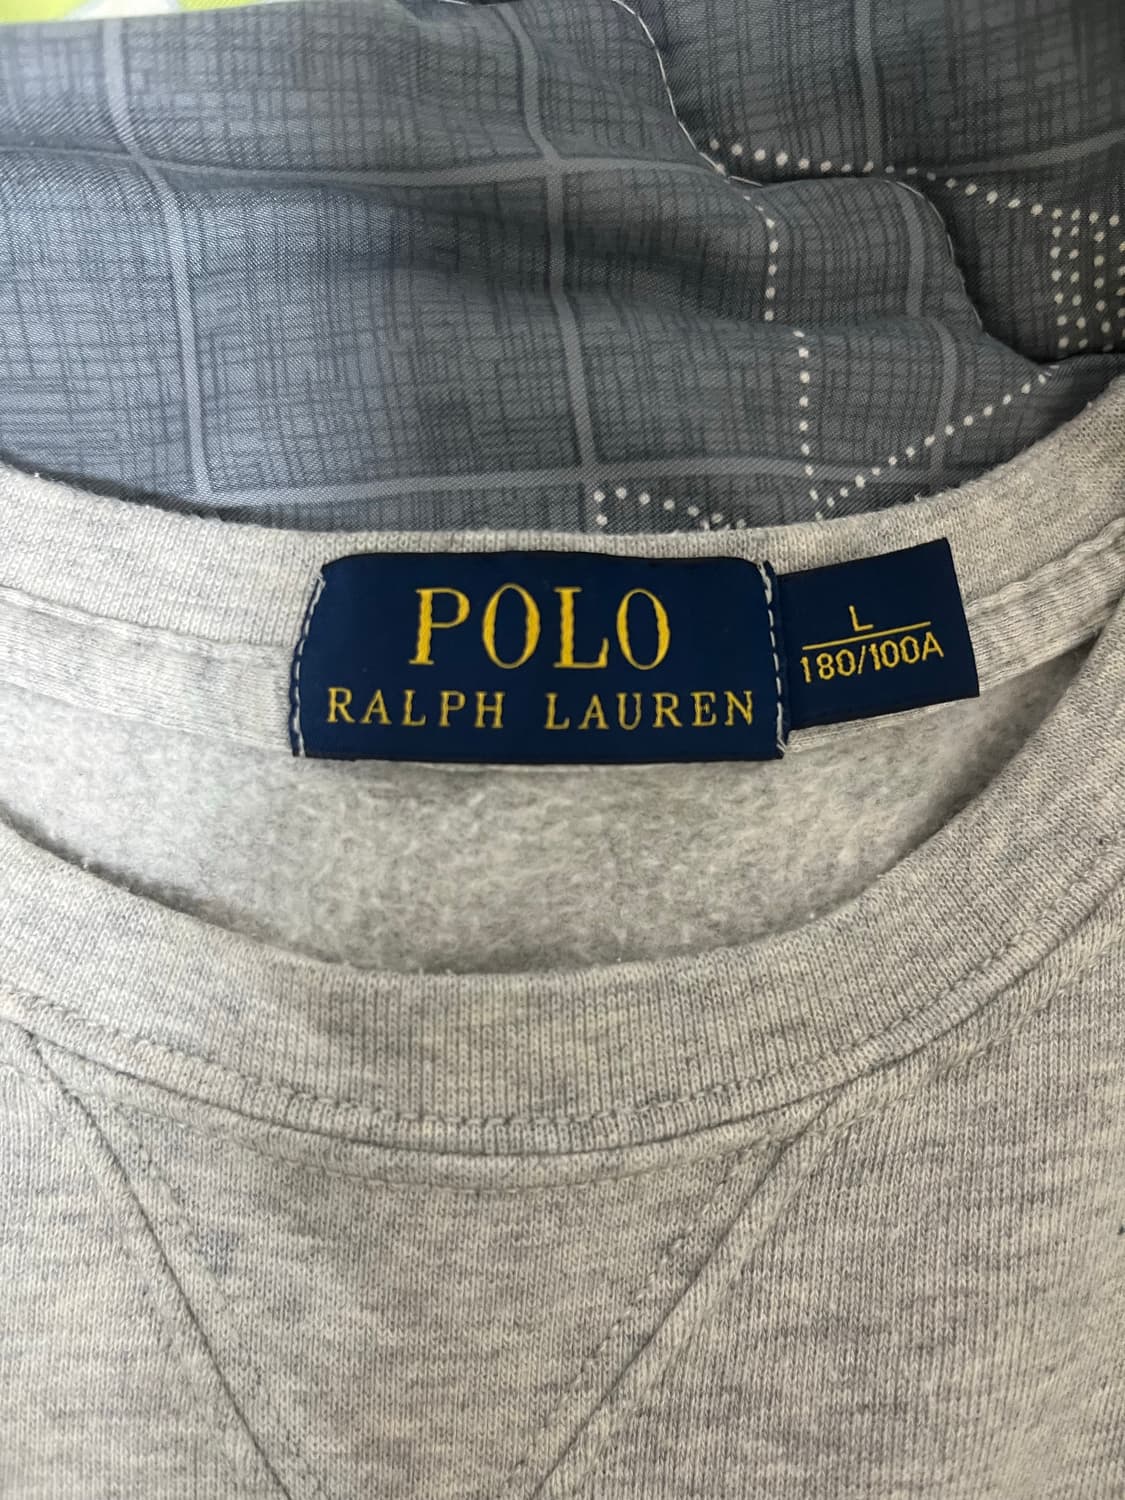 POLO
RALPH LAUREN
L
180/100A